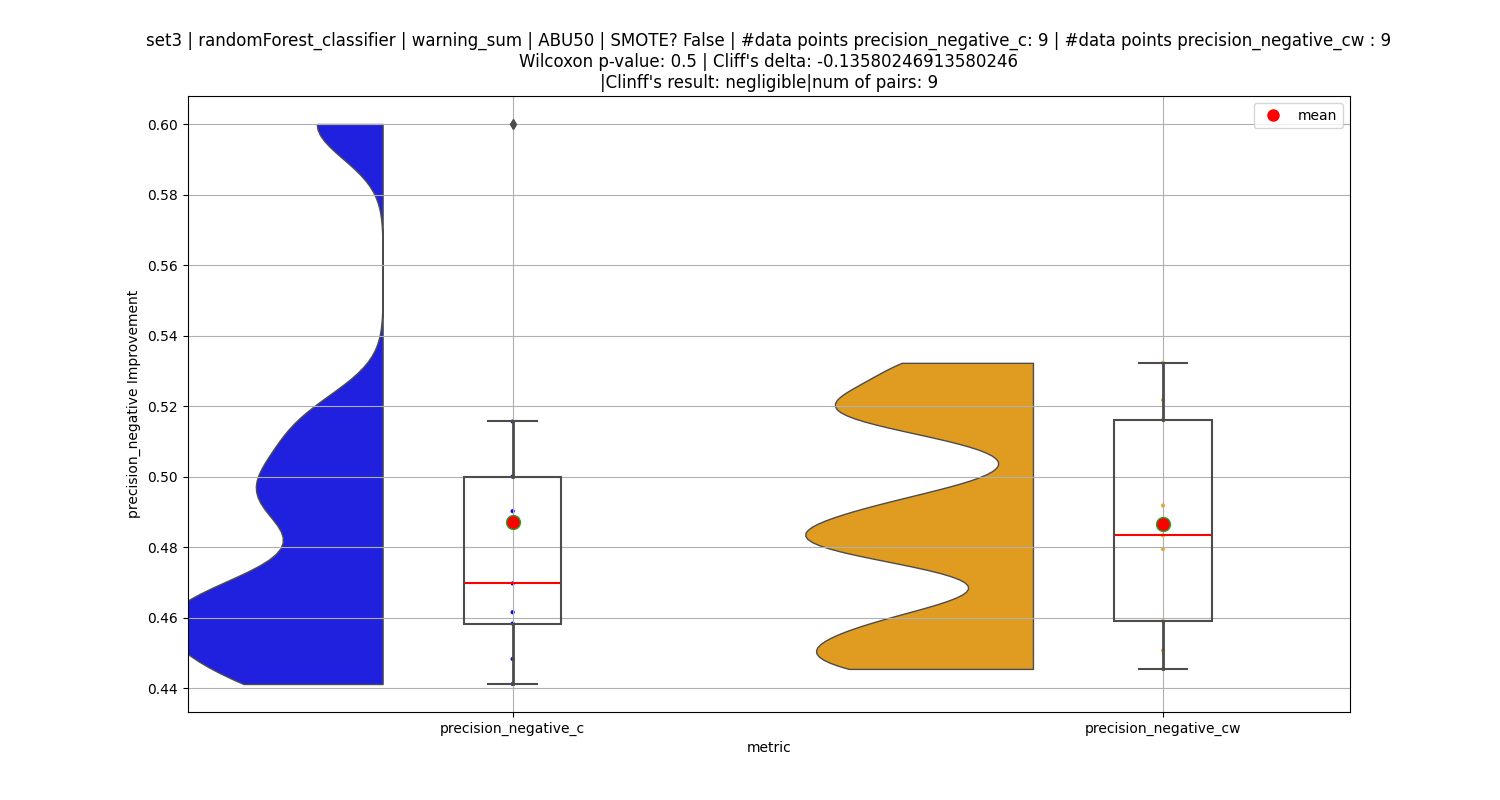 set3 | randomForest_classifier | warning_sum | ABU50 | SMOTE? False | #data points precision_negative_c: 9 | #data points precision_negative_cw : 9
Wilcoxon p-value: 0.5 | Cliff's delta: -0.13580246913580246
|Clinff's result: negligible|num of pairs: 9
mean
0.60
0.58
0.56
0.54
0.52
0.50
0.48
0.46
0.44
precision_negative Improvement
precision_negative_c
precision_negative_cw
metric